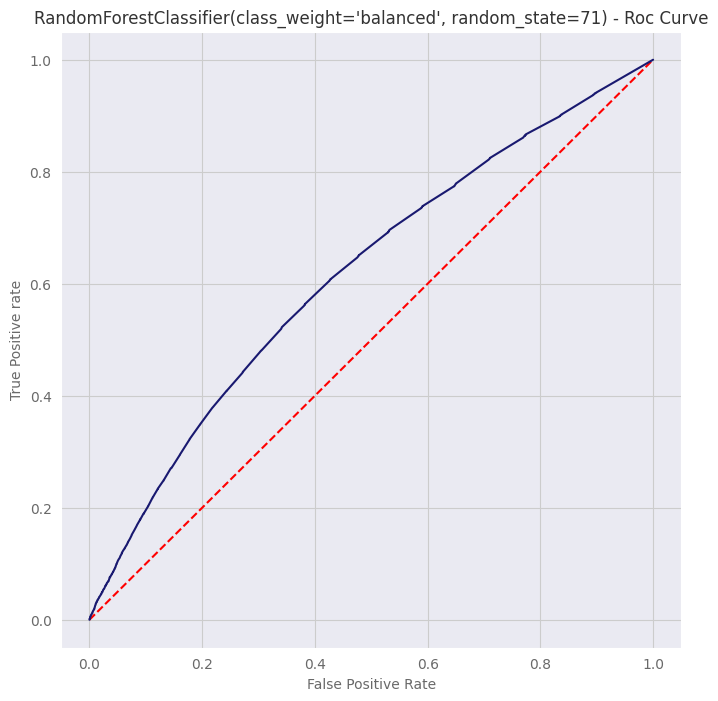 RandomForestClassifier(class_weight='balanced', random_state=71) - Roc Curve
1.0
0.8
0.6
0.4
0.2
0.0
True Positive rate
0.0 0.2 0.4 0.6 0.8 1.0
False Positive Rate